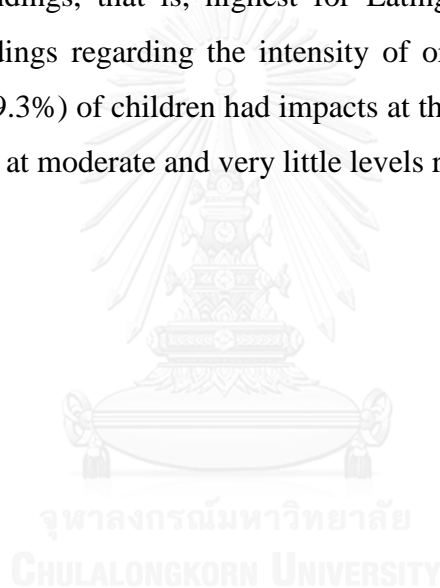 ndings, that is, highest for Eating
dings regarding the intensity of
9.3%) of children had impacts at
at moderate and very little levels
จุฬาลงกรณ์มหาวิทยาลัย
CHULALONGKORN UNIVERSITY